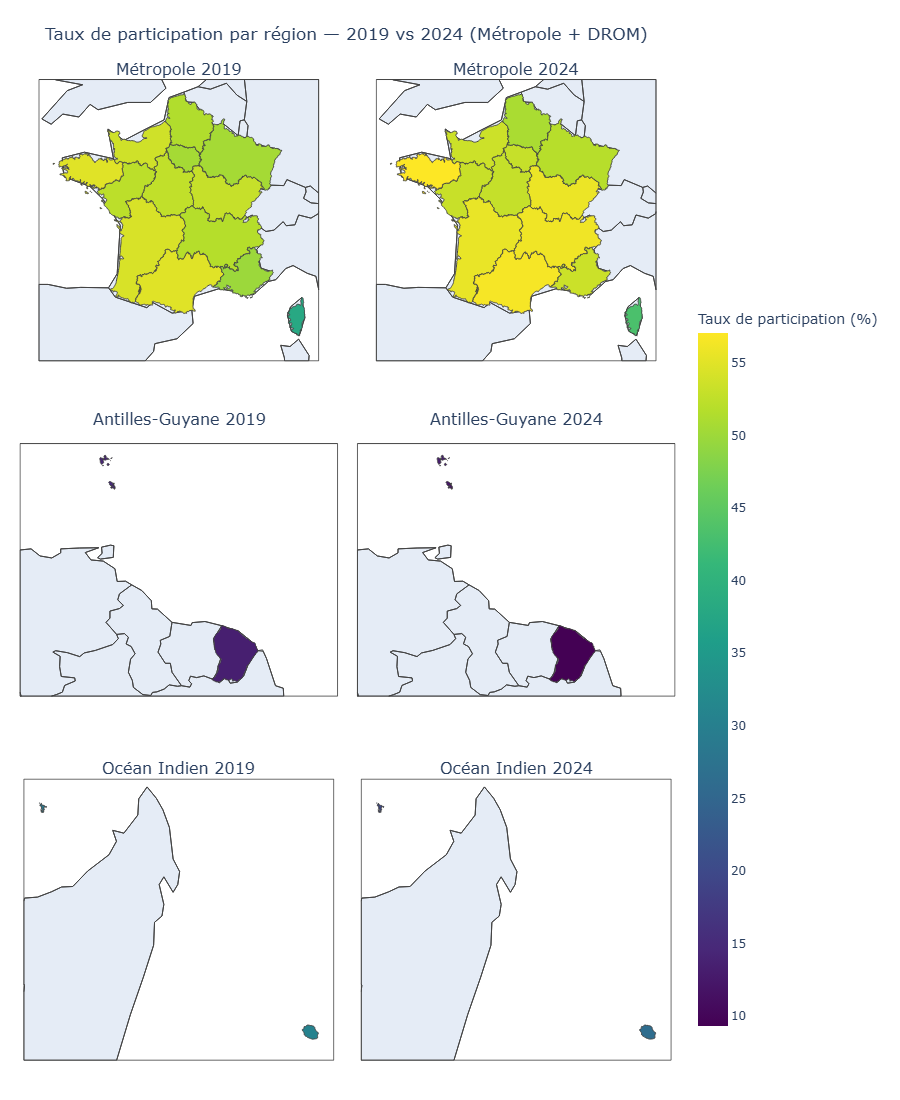 Taux de participation par région — 2019 vs 2024 (Métropole + DROM)
Métropole 2019
Métropole 2024
Taux de participation (%)
55
50
45
40
35
30
25
20
15
10
Antilles-Guyane 2019
Antilles-Guyane 2024
Océan Indien 2019
Océan Indien 2024